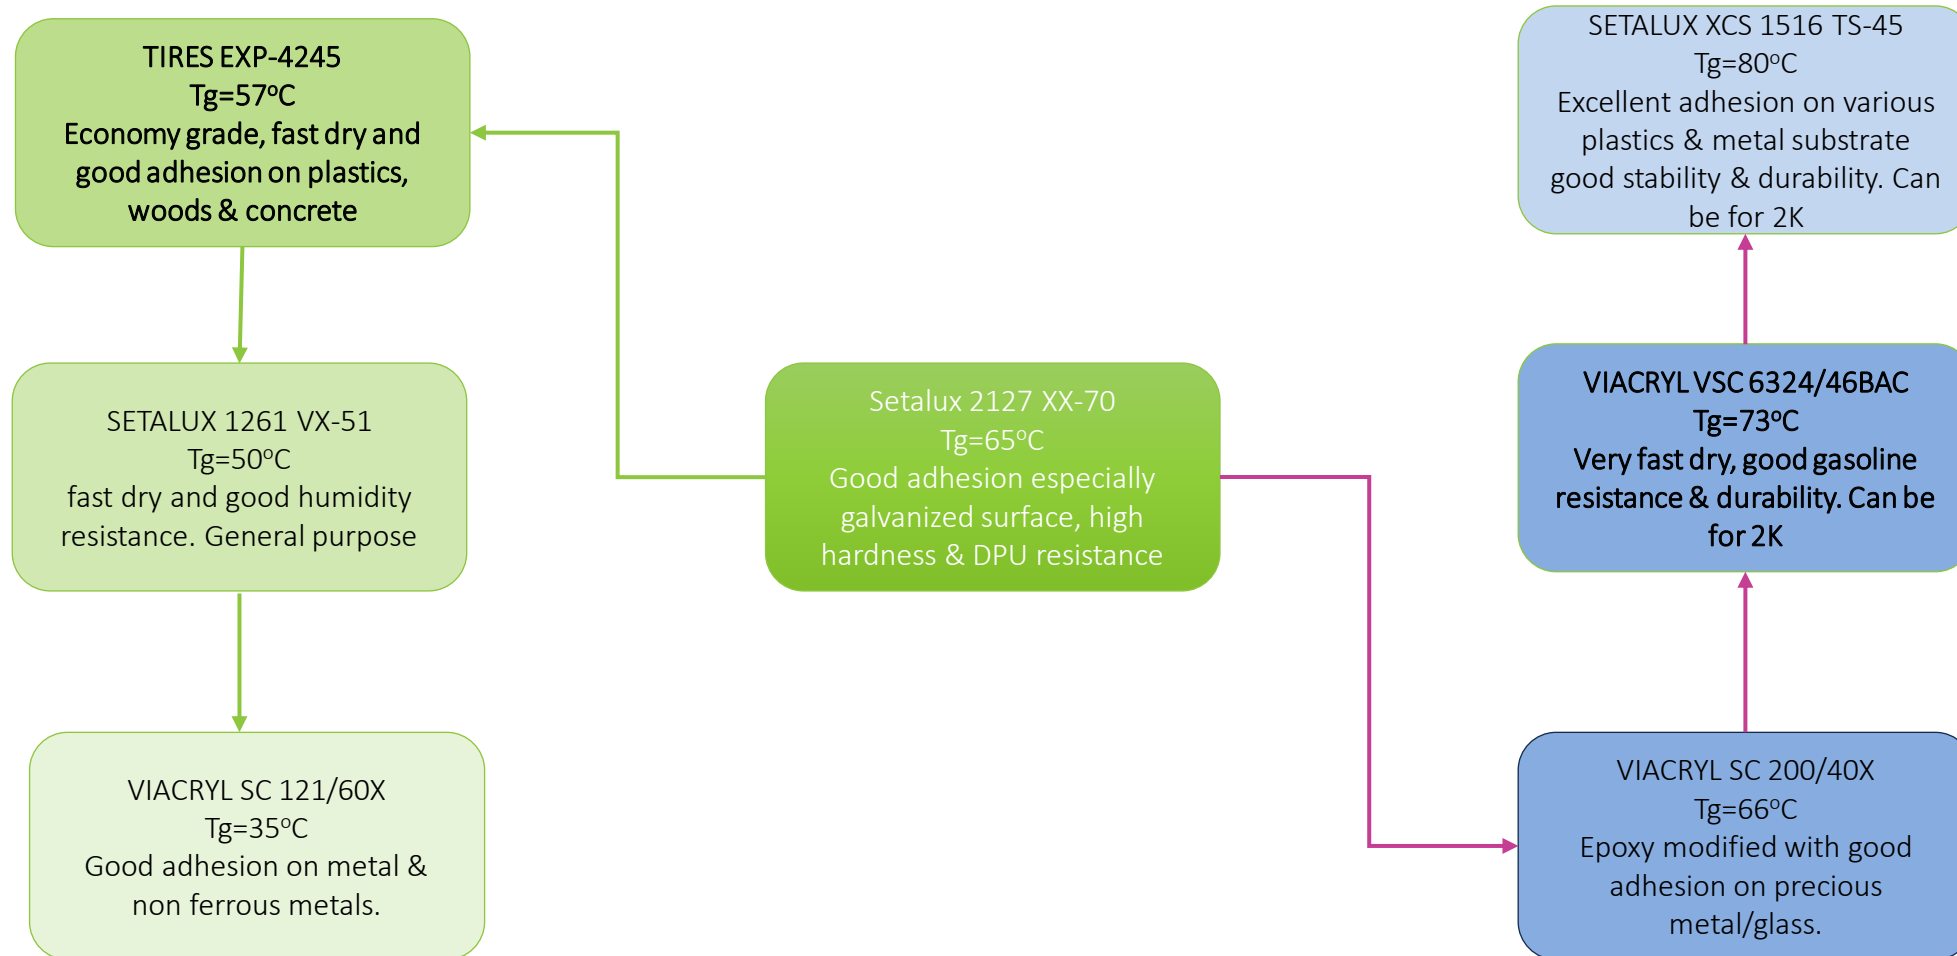 TIRES EXP-4245
Tg=57ºC
Economy grade, fast dry and
good adhesion on plastics,
woods & concrete
SETALUX 1261 VX-51
Tg=50ºC
fast dry and good humidity
resistance. General purpose
VIACRYL SC 121/60X
Tg=35ºC
Good adhesion on metal &
non ferrous metals.
Setalux 2127 XX-70
Tg=65ºC
Good adhesion especially
galvanized surface, high
hardness & DPU resistance
SETALUX XCS 1516 TS-45
Tg=80ºC
Excellent adhesion on various
plastics & metal substrate
good stability & durability. Can
be for 2K
VIACRYL VSC 6324/46BAC
Tg=73ºC
Very fast dry, good gasoline
resistance & durability. Can be
for 2K
VIACRYL SC 200/40X
Tg=66ºC
Epoxy modified with good
adhesion on precious
metal/glass.